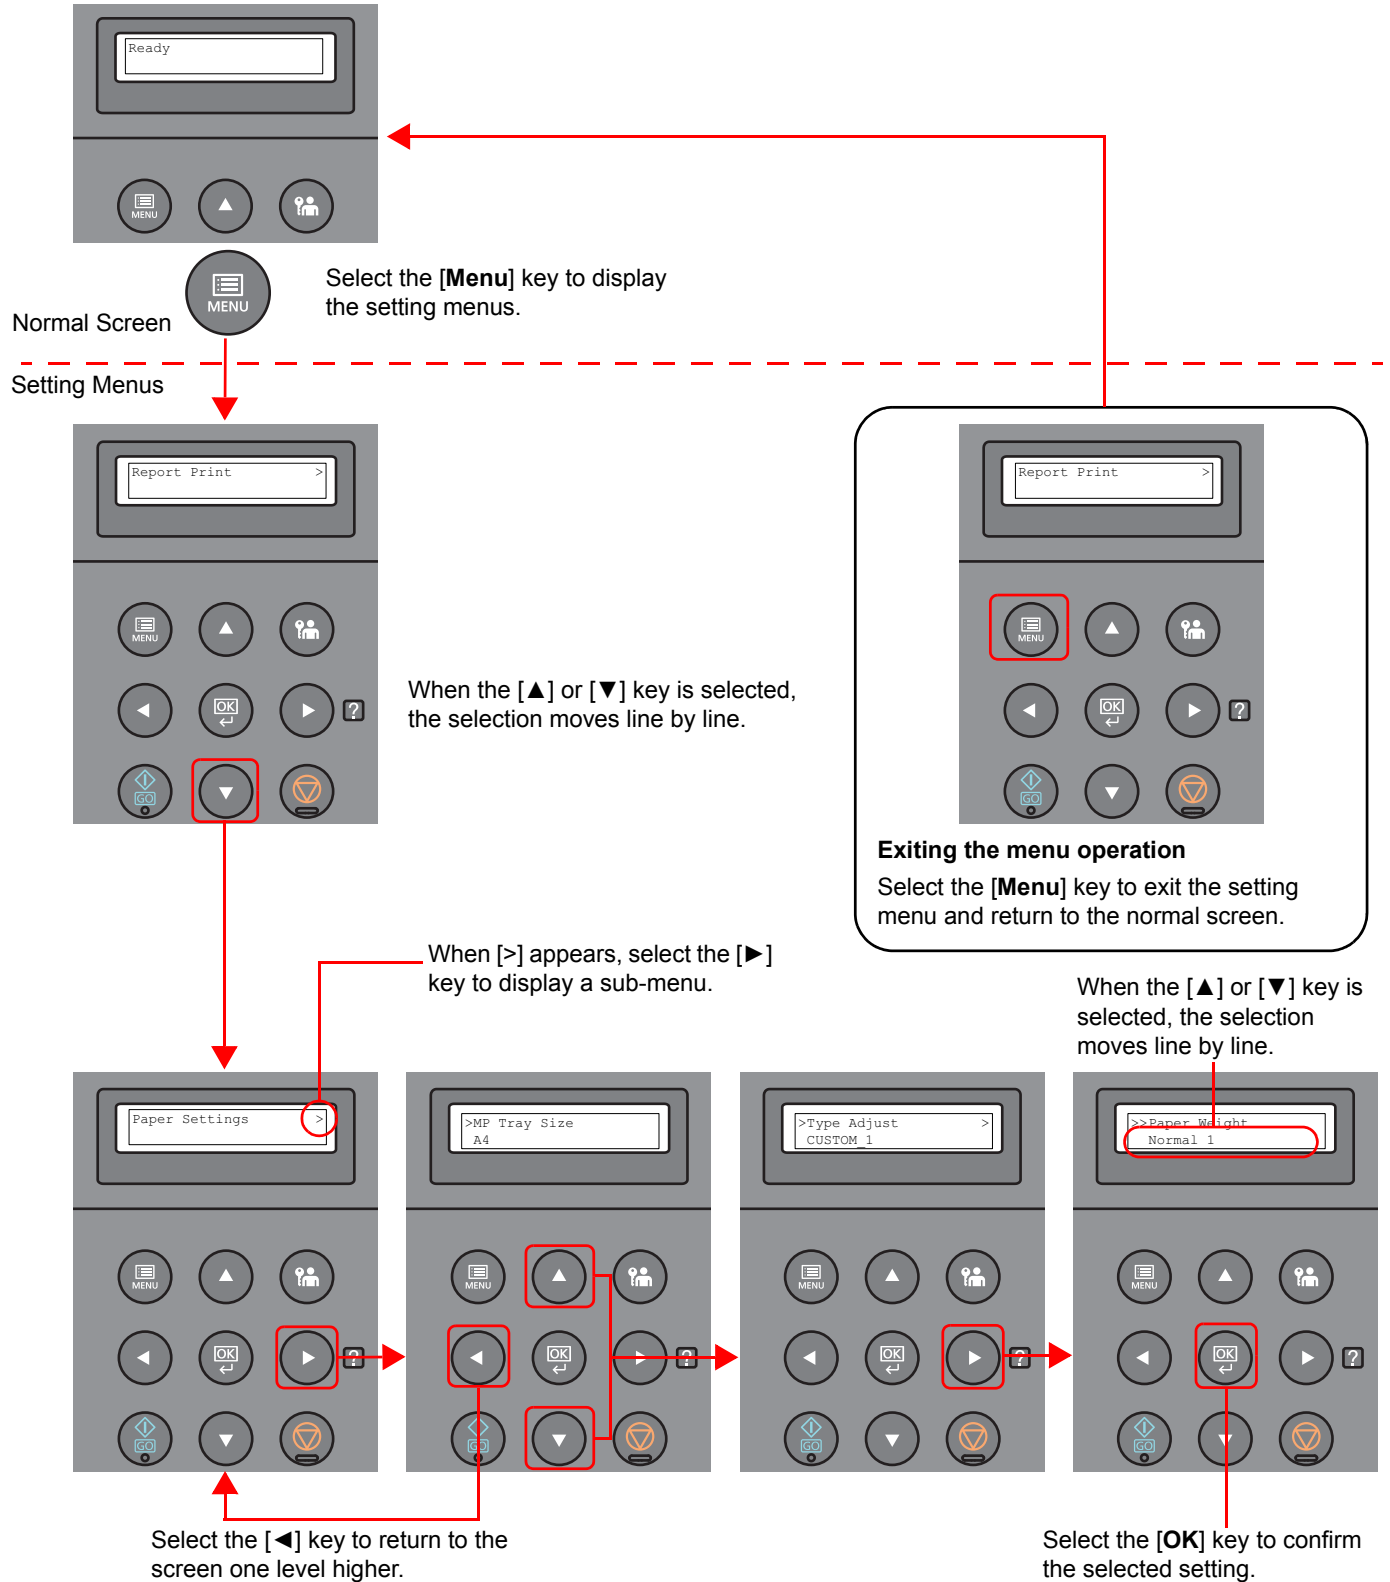 Ready
MENU
MENU
Select the [Menu] key to display
the setting menus.
Normal Screen
Setting Menus
Report Print >
MENU
OK
?
GO
When the [▲] or [▼] key is selected,
the selection moves line by line.
Report Print >
MENU
OK
?
GO
Exiting the menu operation
Select the [Menu] key to exit the setting
menu and return to the normal screen.
When [>] appears, select the [►]
key to display a sub-menu.
When the [▲] or [▼] key is
selected, the selection
moves line by line.
Paper Settings >
MENU
OK
?
GO
>MP Tray Size
A4
MENU
OK
?
GO
>Type Adjust >
CUSTOM_1
MENU
OK
?
GO
>>Paper Weight
Normal 1
MENU
OK
?
GO
Select the [◄] key to return to the
screen one level higher.
Select the [OK] key to confirm
the selected setting.